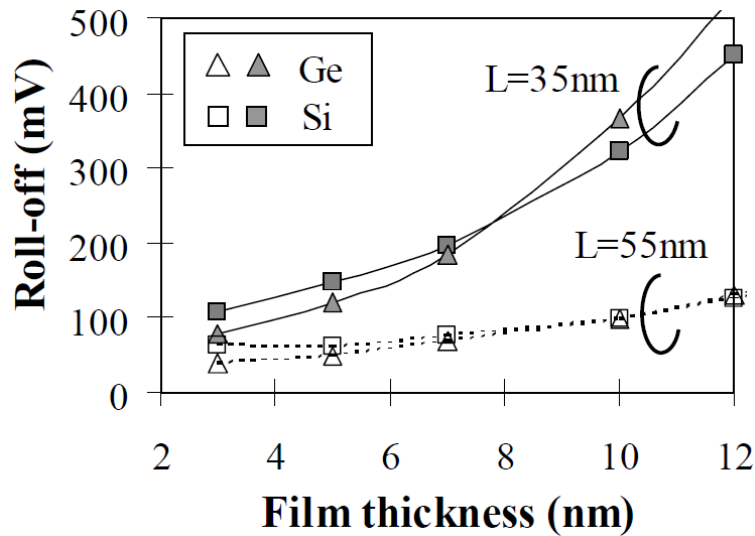 500
400
300
200
100
0
Roll-off (mV)
Ge
Si
L=35nm
L=55nm
2 4 6 8 10 12
Film thickness (nm)